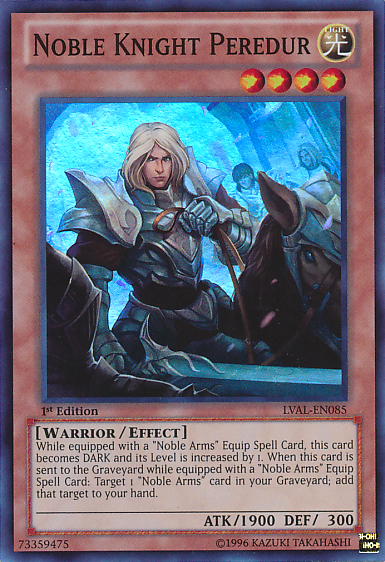 NOBLE KNIGHT PEREDUR
LIGHT
光
1st Edition
LVAL-EN085
[WARRIOR / EFFECT]
While equipped with a "Noble Arms" Equip Spell Card, this card
becomes DARK and its Level is increased by 1. When this card is
sent to the Graveyard while equipped with a "Noble Arms" Equip
Spell Card: Target 1 "Noble Arms" card in your Graveyard; add
that target to your hand.
ATK/1900 DEF/ 300
73359475
©1996 KAZUKI TAKAHASHI